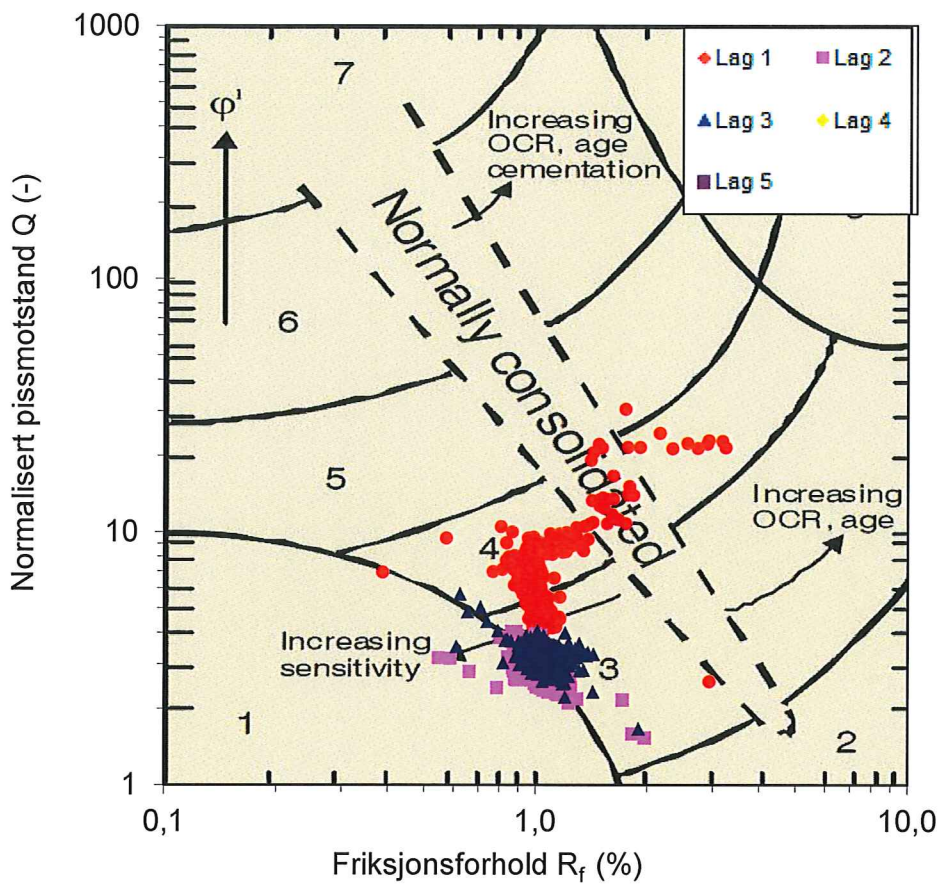 Normalisert pissmotstand Q (-)
1000
100
10
1
0,1
1,0
10,0
Friksjonsforhold Rf (%)
Lag 1
Lag 2
Lag 3
Lag 4
Lag 5
φ'
7
Increasing
OCR, age
cementation
Normally consolidated
6
5
4
Increasing
OCR, age
Increasing
sensitivity
3
1
2